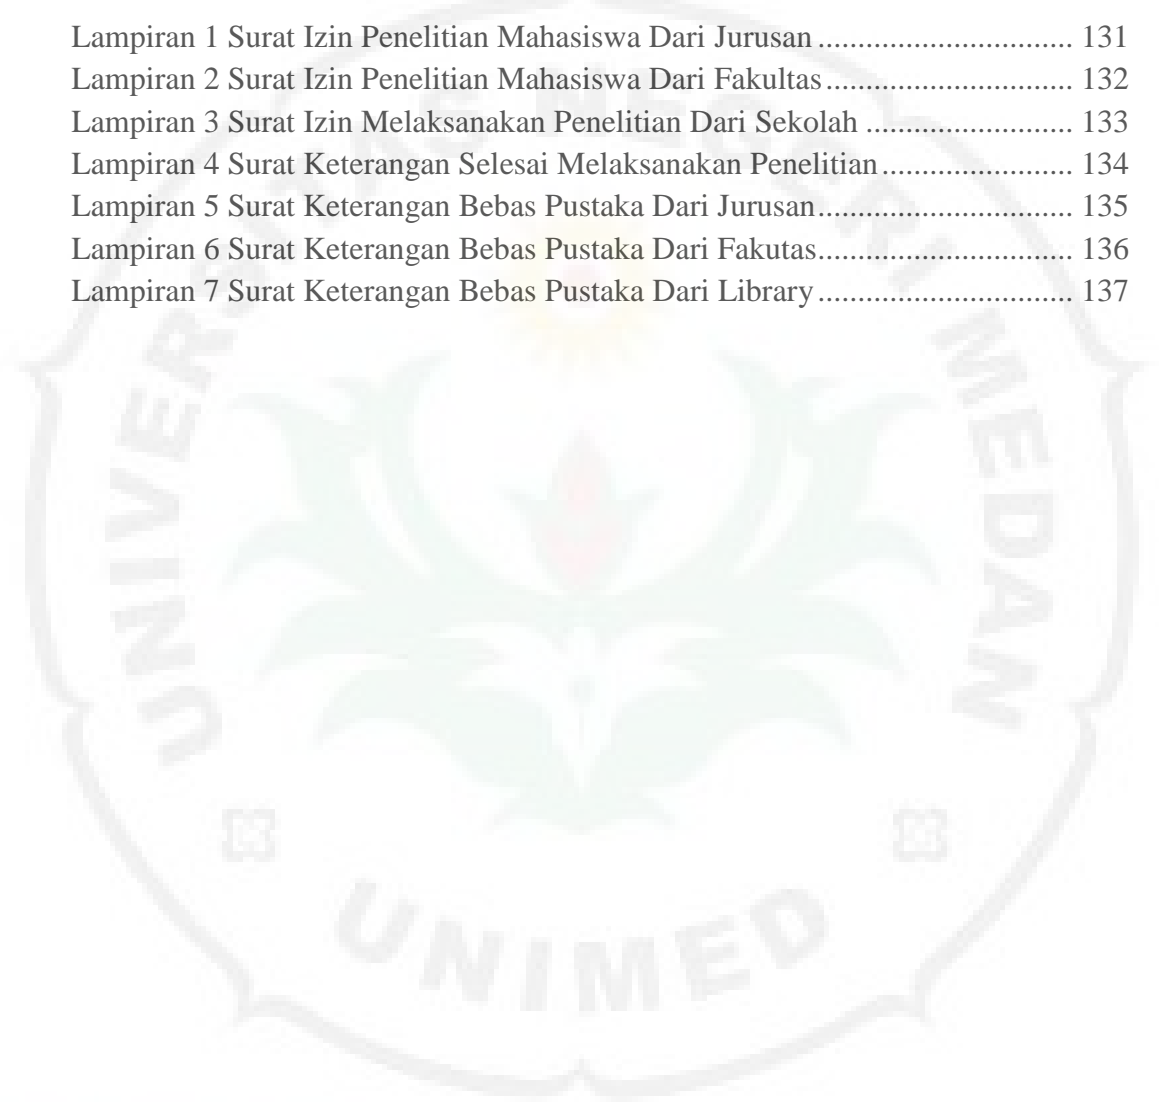 Lampiran 1 Surat Izin Penelitian Mahasiswa Dari Jurusan ................................ 131
Lampiran 2 Surat Izin Penelitian Mahasiswa Dari Fakultas ............................... 132
Lampiran 3 Surat Izin Melaksanakan Penelitian Dari Sekolah .......................... 133
Lampiran 4 Surat Keterangan Selesai Melaksanakan Penelitian ........................ 134
Lampiran 5 Surat Keterangan Bebas Pustaka Dari Jurusan ................................ 135
Lampiran 6 Surat Keterangan Bebas Pustaka Dari Fakutas ................................ 136
Lampiran 7 Surat Keterangan Bebas Pustaka Dari Library ................................ 137
UNIVERSITAS NEGERI MEDAN
UNIMED